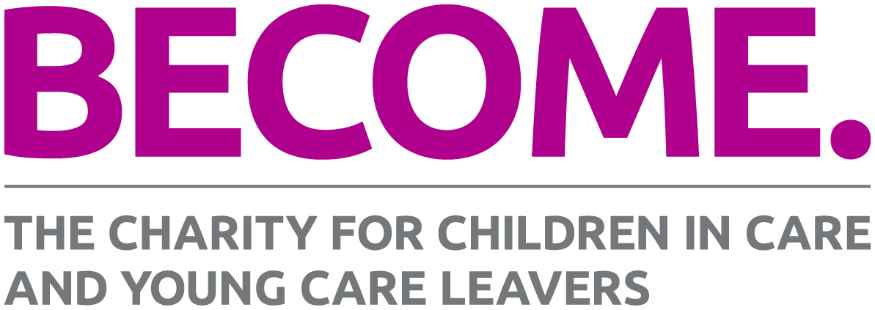 BECOME.
THE CHARITY FOR CHILDREN IN CARE
AND YOUNG CARE LEAVERS